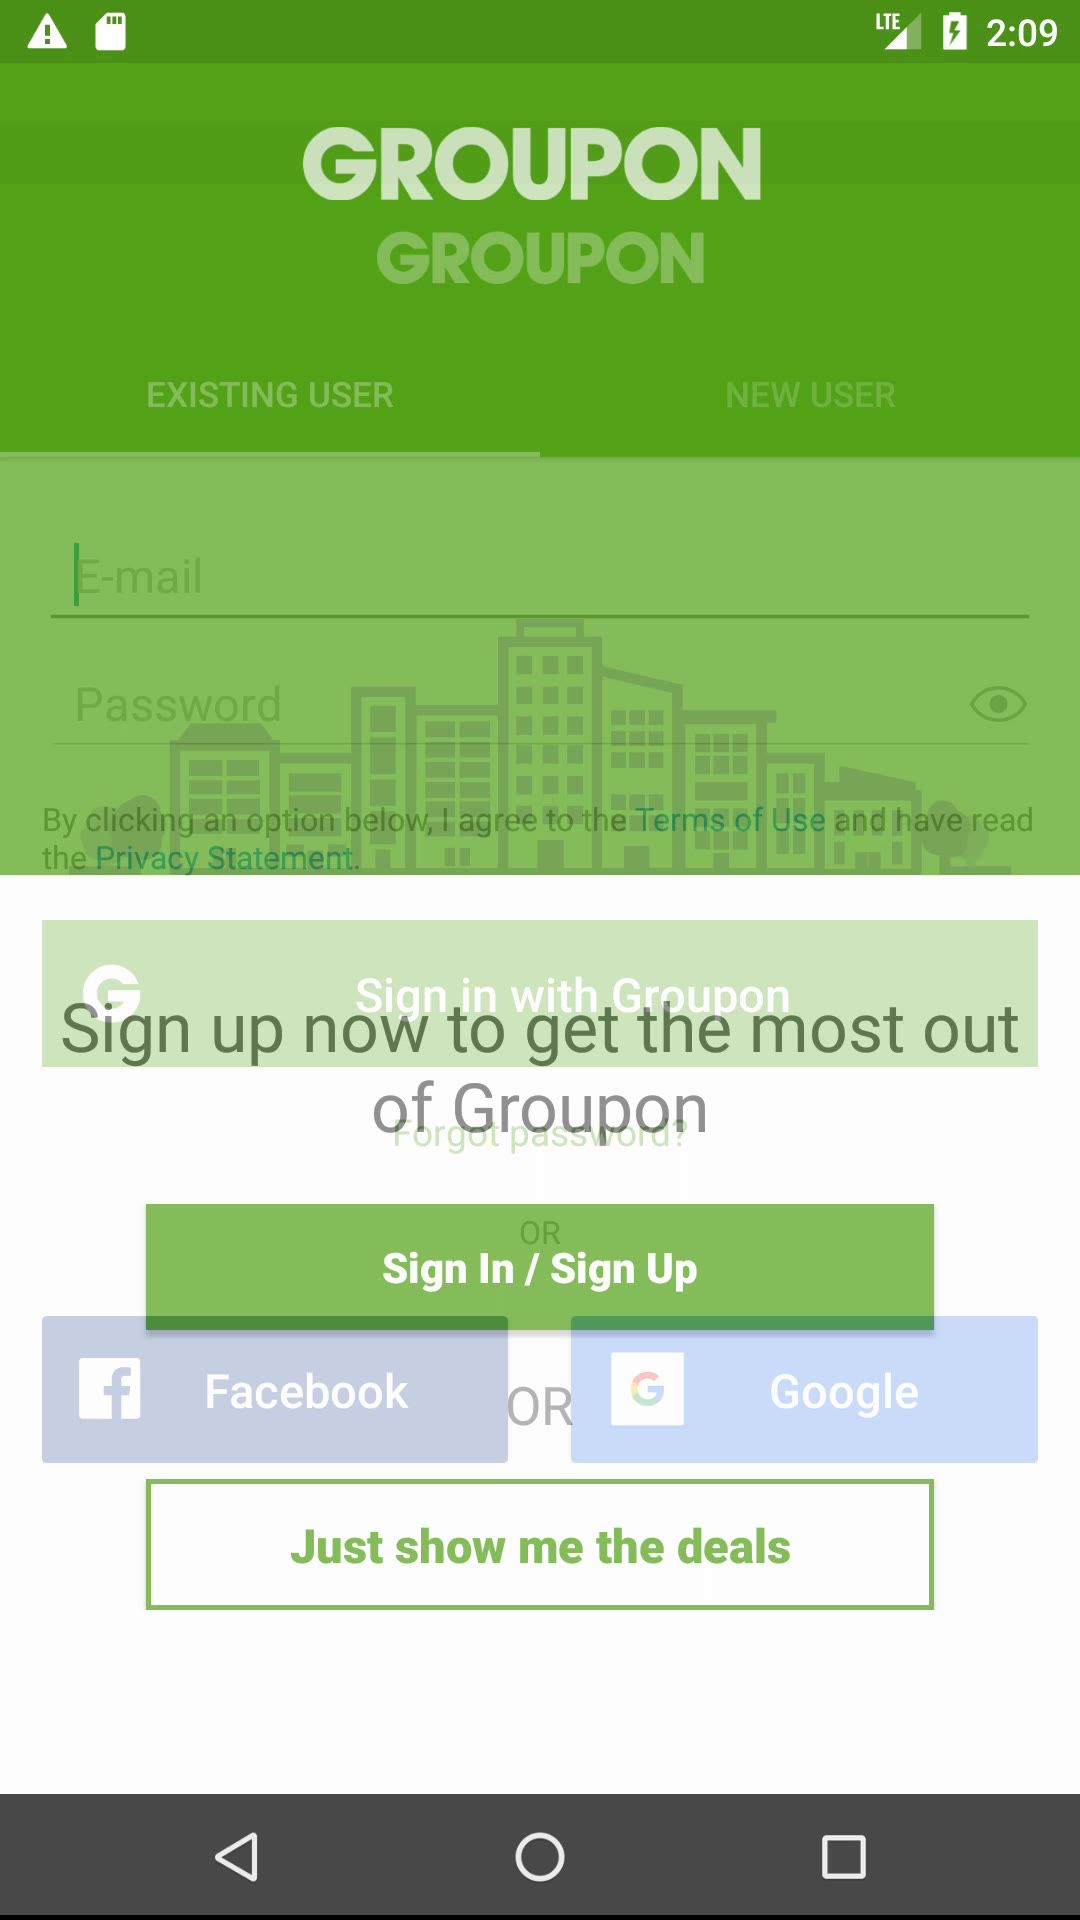 LTE 2:09
GROUPON
GROUPON
EXISTING USER NEW USER
E-mail
Password
By clicking an option below, I agree to the Terms of Use and have read
the Privacy Statement.
Sign in with Groupon
Sign up now to get the most out
of Groupon
Forgot password?
OR
Sign In / Sign Up
Facebook
OR
Google
Just show me the deals